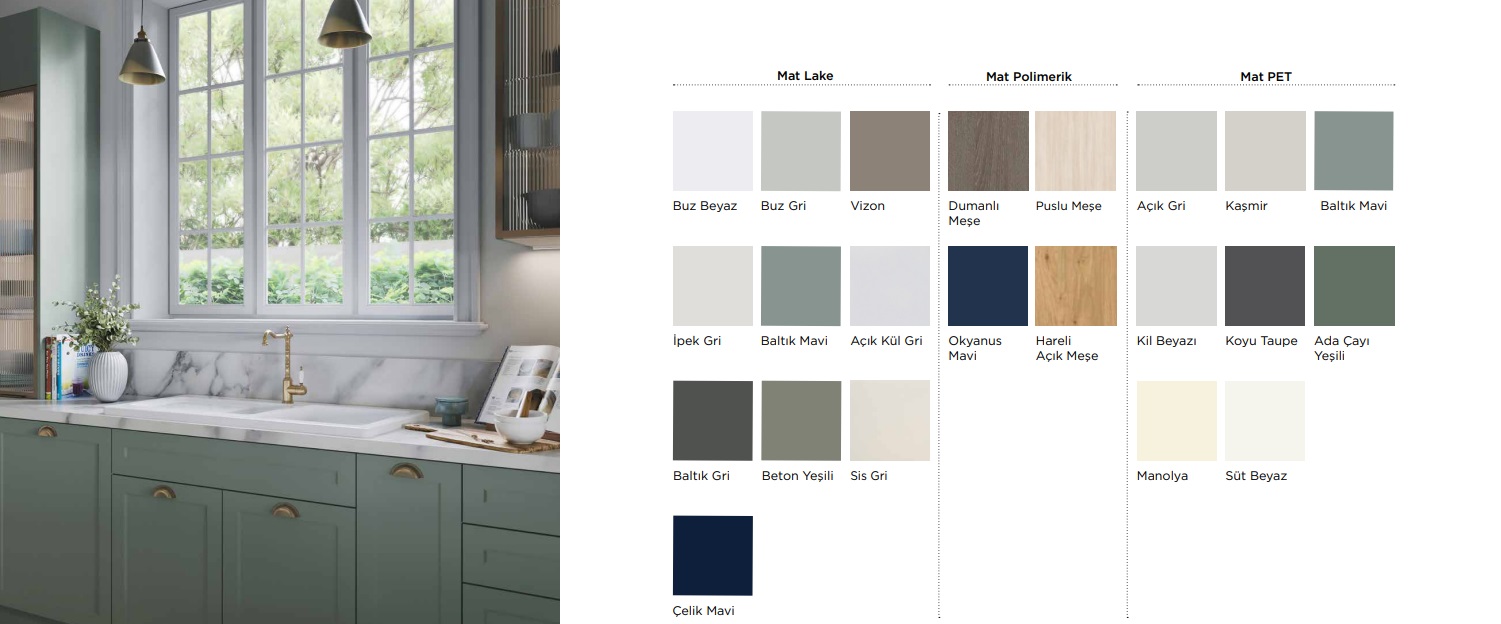 Mat Lake
Buz Beyaz
Buz Gri
Vizon
İpek Gri
Baltık Mavi
Açık Kül Gri
Baltık Gri
Beton Yeşili
Sis Gri
Çelik Mavi
Mat Polimerik
Dumanlı
Meşe
Puslu Meşe
Okyanus
Mavi
Hareli
Açık Meşe
Mat PET
Açık Gri
Kaşmir
Baltık Mavi
Kil Beyazı
Koyu Taupe
Ada Çayı
Yeşili
Manolya
Süt Beyaz